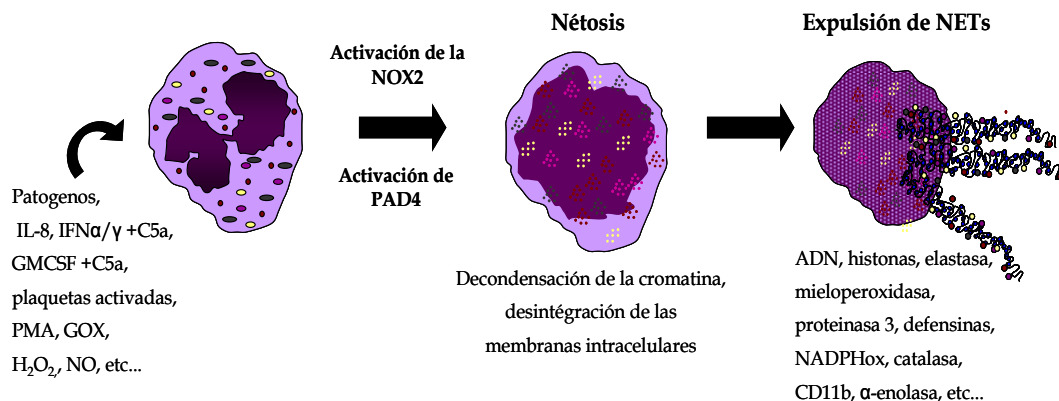 Patogenos,
IL-8, IFNα/γ +C5a,
GMCSF +C5a,
plaquetas activadas,
PMA, GOX,
H₂O₂,, NO, etc...
Activación de la
NOX2
Activación de
PAD4
Nétosis
Decondensación de la cromatina,
desintégración de las
membranas intracelulares
Expulsión de NETs
ADN, histonas, elastasa,
mieloperoxidasa,
proteinasa 3, defensinas,
NADPHox, catalasa,
CD11b, α-enolasa, etc...